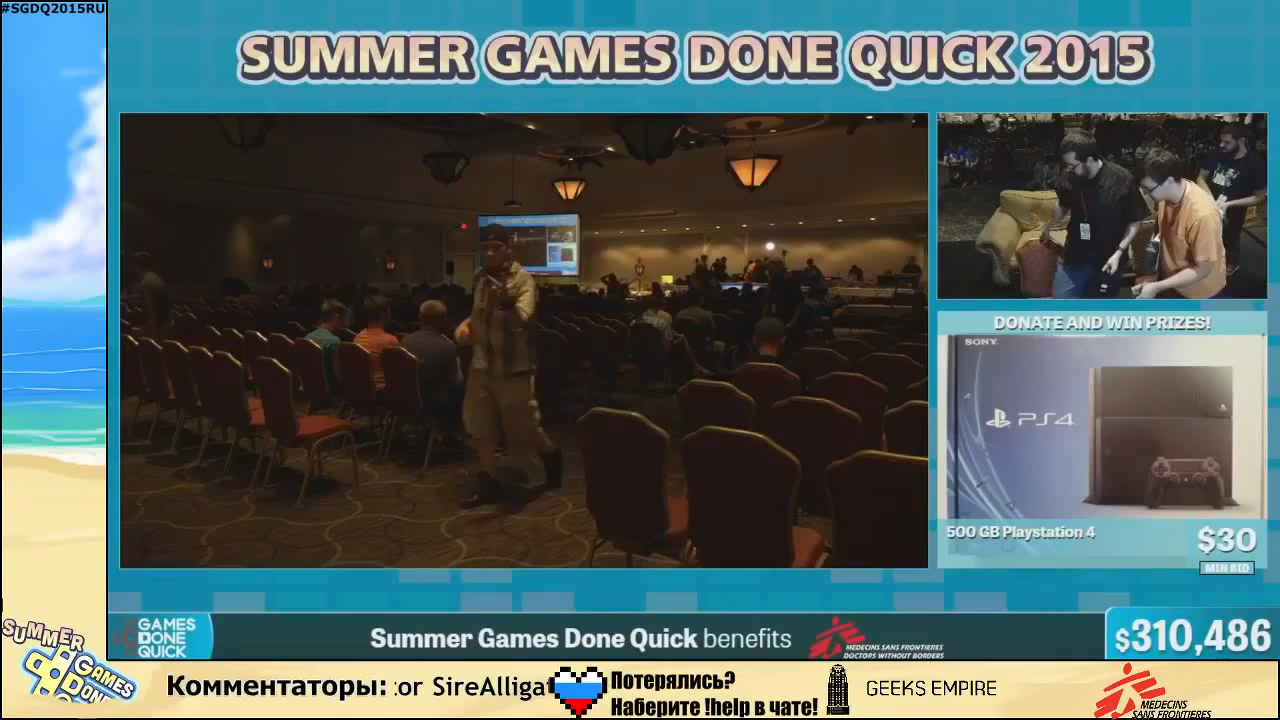 #SGDQ2015RU
SUMMER GAMES DONE QUICK 2015
DONATE AND WIN PRIZES!
SONY
PS4
500 GB Playstation 4
$30
MIN BID
GAMES
DONE
QUICK
Summer Games Done Quick benefits
MEDECINS SANS FRONTIERES
DOCTORS WITHOUT BORDERS
$310,486
SUMMER
GAMES
DONE
Комментаторы: :or SireAlligat
Потерялись?
Наберите !help в чате!
GEEKS EMPIRE
MEDECINS
SANS FRONTIERES